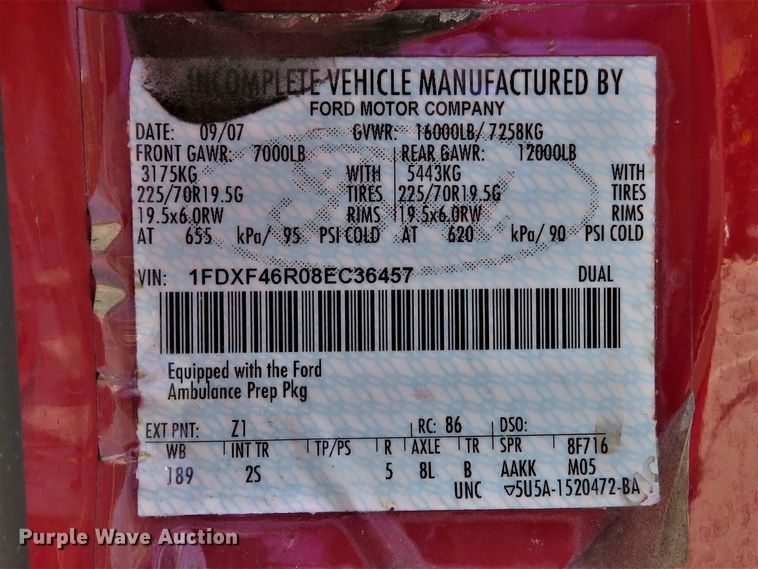 INCOMPLETE VEHICLE MANUFACTURED BY
FORD MOTOR COMPANY
DATE: 09/07 GVWR: 16000LB/ 7258KG
FRONT GAWR: 7000LB REAR GAWR: 12000LB
3175KG WITH 5443KG WITH
225/70R19.5G TIRES 225/70R19.5G TIRES
19.5x6.0RW RIMS 19.5x6.0RW RIMS
AT 655 kPa/ 95 PSI COLD AT 620 kPa/ 90 PSI COLD
VIN: 1FDXF46R08EC36457 DUAL
Equipped with the Ford
Ambulance Prep Pkg
EXT PNT: Z1 RC: 86 DSO:
WB INT TR TP/PS R AXLE TR SPR 8F716
189 2S 5 8L B AAKK M05
UNC 5U5A-1520472-BA
Purple Wave Auction